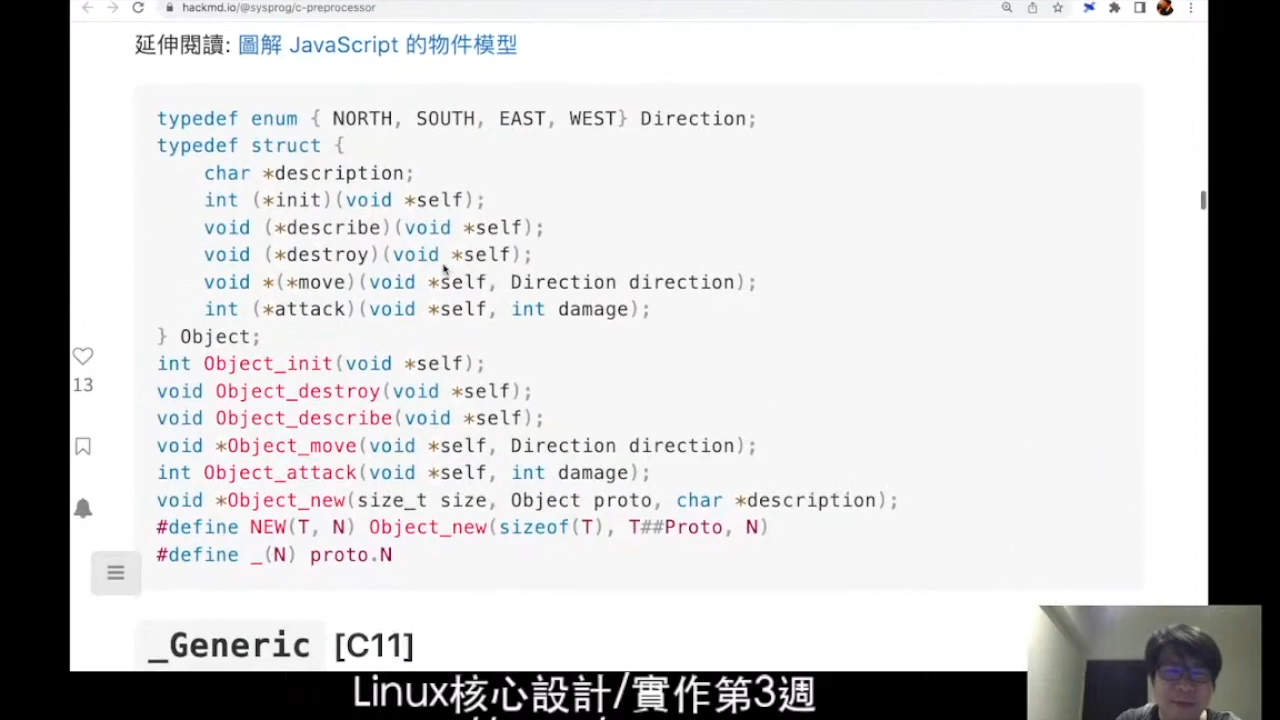 hackmd.io/@sysprog/c-preprocessor
延伸閱讀: 圖解 JavaScript 的物件模型
typedef enum { NORTH, SOUTH, EAST, WEST} Direction;
typedef struct {
    char *description;
    int (*init)(void *self);
    void (*describe)(void *self);
    void (*destroy)(void *self);
    void *(*move)(void *self, Direction direction);
    int (*attack)(void *self, int damage);
} Object;
int Object_init(void *self);
void Object_destroy(void *self);
void Object_describe(void *self);
void *Object_move(void *self, Direction direction);
int Object_attack(void *self, int damage);
void *Object_new(size_t size, Object proto, char *description);
#define NEW(T, N) Object_new(sizeof(T), T##Proto, N)
#define _(N) proto.N
13
_Generic [C11]
Linux核心設計/實作第3週